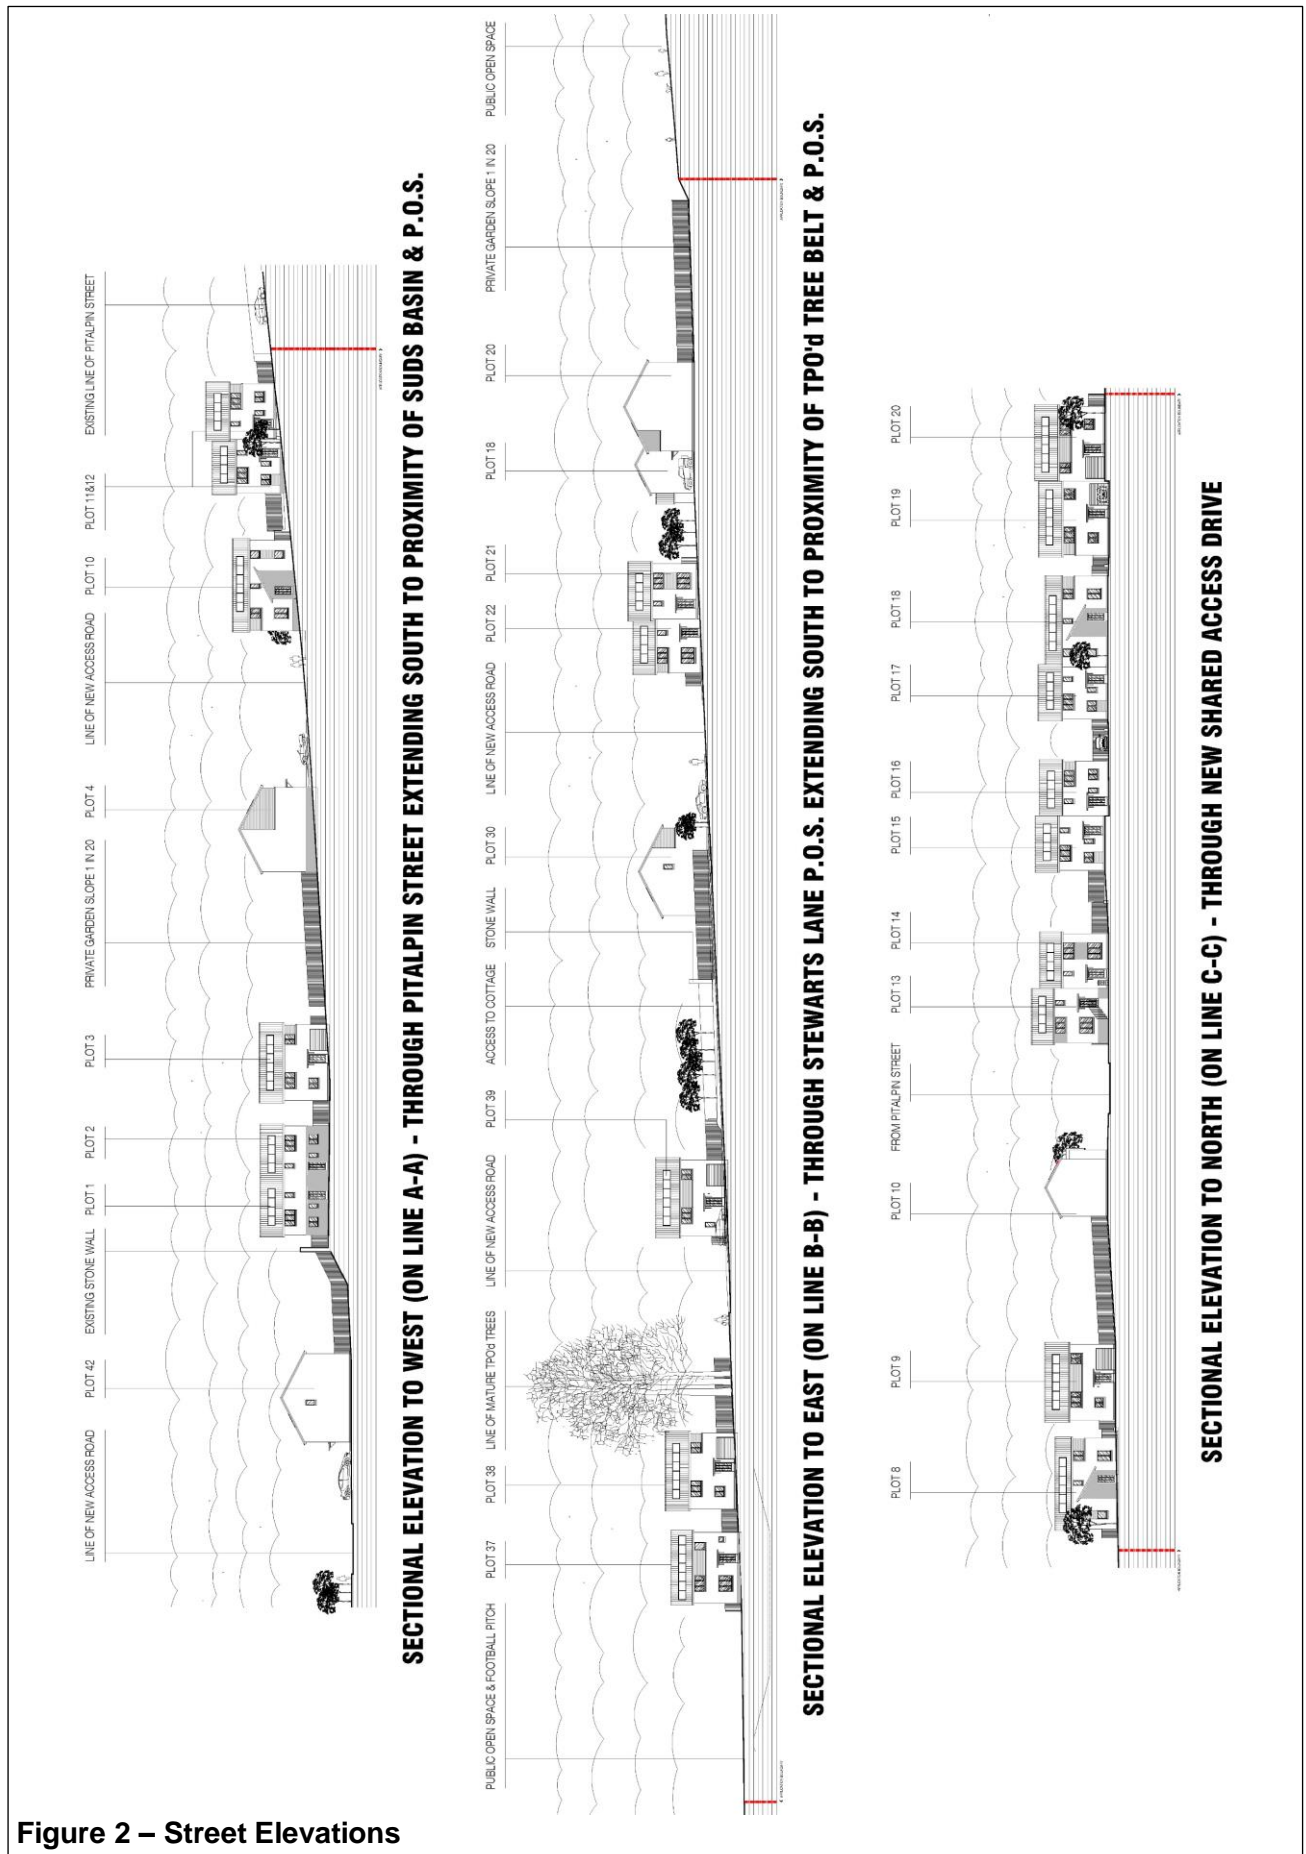 LINE OF NEW ACCESS ROAD
PLOT 42
EXISTING STONE WALL
PLOT 1
PLOT 2
PLOT 3
PRIVATE GARDEN SLOPE 1 IN 20
PLOT 4
LINE OF NEW ACCESS ROAD
PLOT 10
PLOT 11&12
EXISTING LINE OF PITALPIN STREET
SECTIONAL ELEVATION TO WEST (ON LINE A-A) - THROUGH PITALPIN STREET EXTENDING SOUTH TO PROXIMITY OF SUDS BASIN & P.O.S.
PUBLIC OPEN SPACE & FOOTBALL PITCH
PLOT 37
PLOT 38
LINE OF MATURE TPO'd TREES
LINE OF NEW ACCESS ROAD
PLOT 39
ACCESS TO COTTAGE
STONE WALL
PLOT 30
LINE OF NEW ACCESS ROAD
PLOT 22
PLOT 21
PLOT 18
PLOT 20
PRIVATE GARDEN SLOPE 1 IN 20
PUBLIC OPEN SPACE
SECTIONAL ELEVATION TO EAST (ON LINE B-B) - THROUGH STEWARTS LANE P.O.S. EXTENDING SOUTH TO PROXIMITY OF TPO'd TREE BELT & P.O.S.
PLOT 8
PLOT 9
PLOT 10
FROM PITALPIN STREET
PLOT 13
PLOT 14
PLOT 15
PLOT 16
PLOT 17
PLOT 18
PLOT 19
PLOT 20
SECTIONAL ELEVATION TO NORTH (ON LINE C-C) - THROUGH NEW SHARED ACCESS DRIVE
Figure 2 – Street Elevations